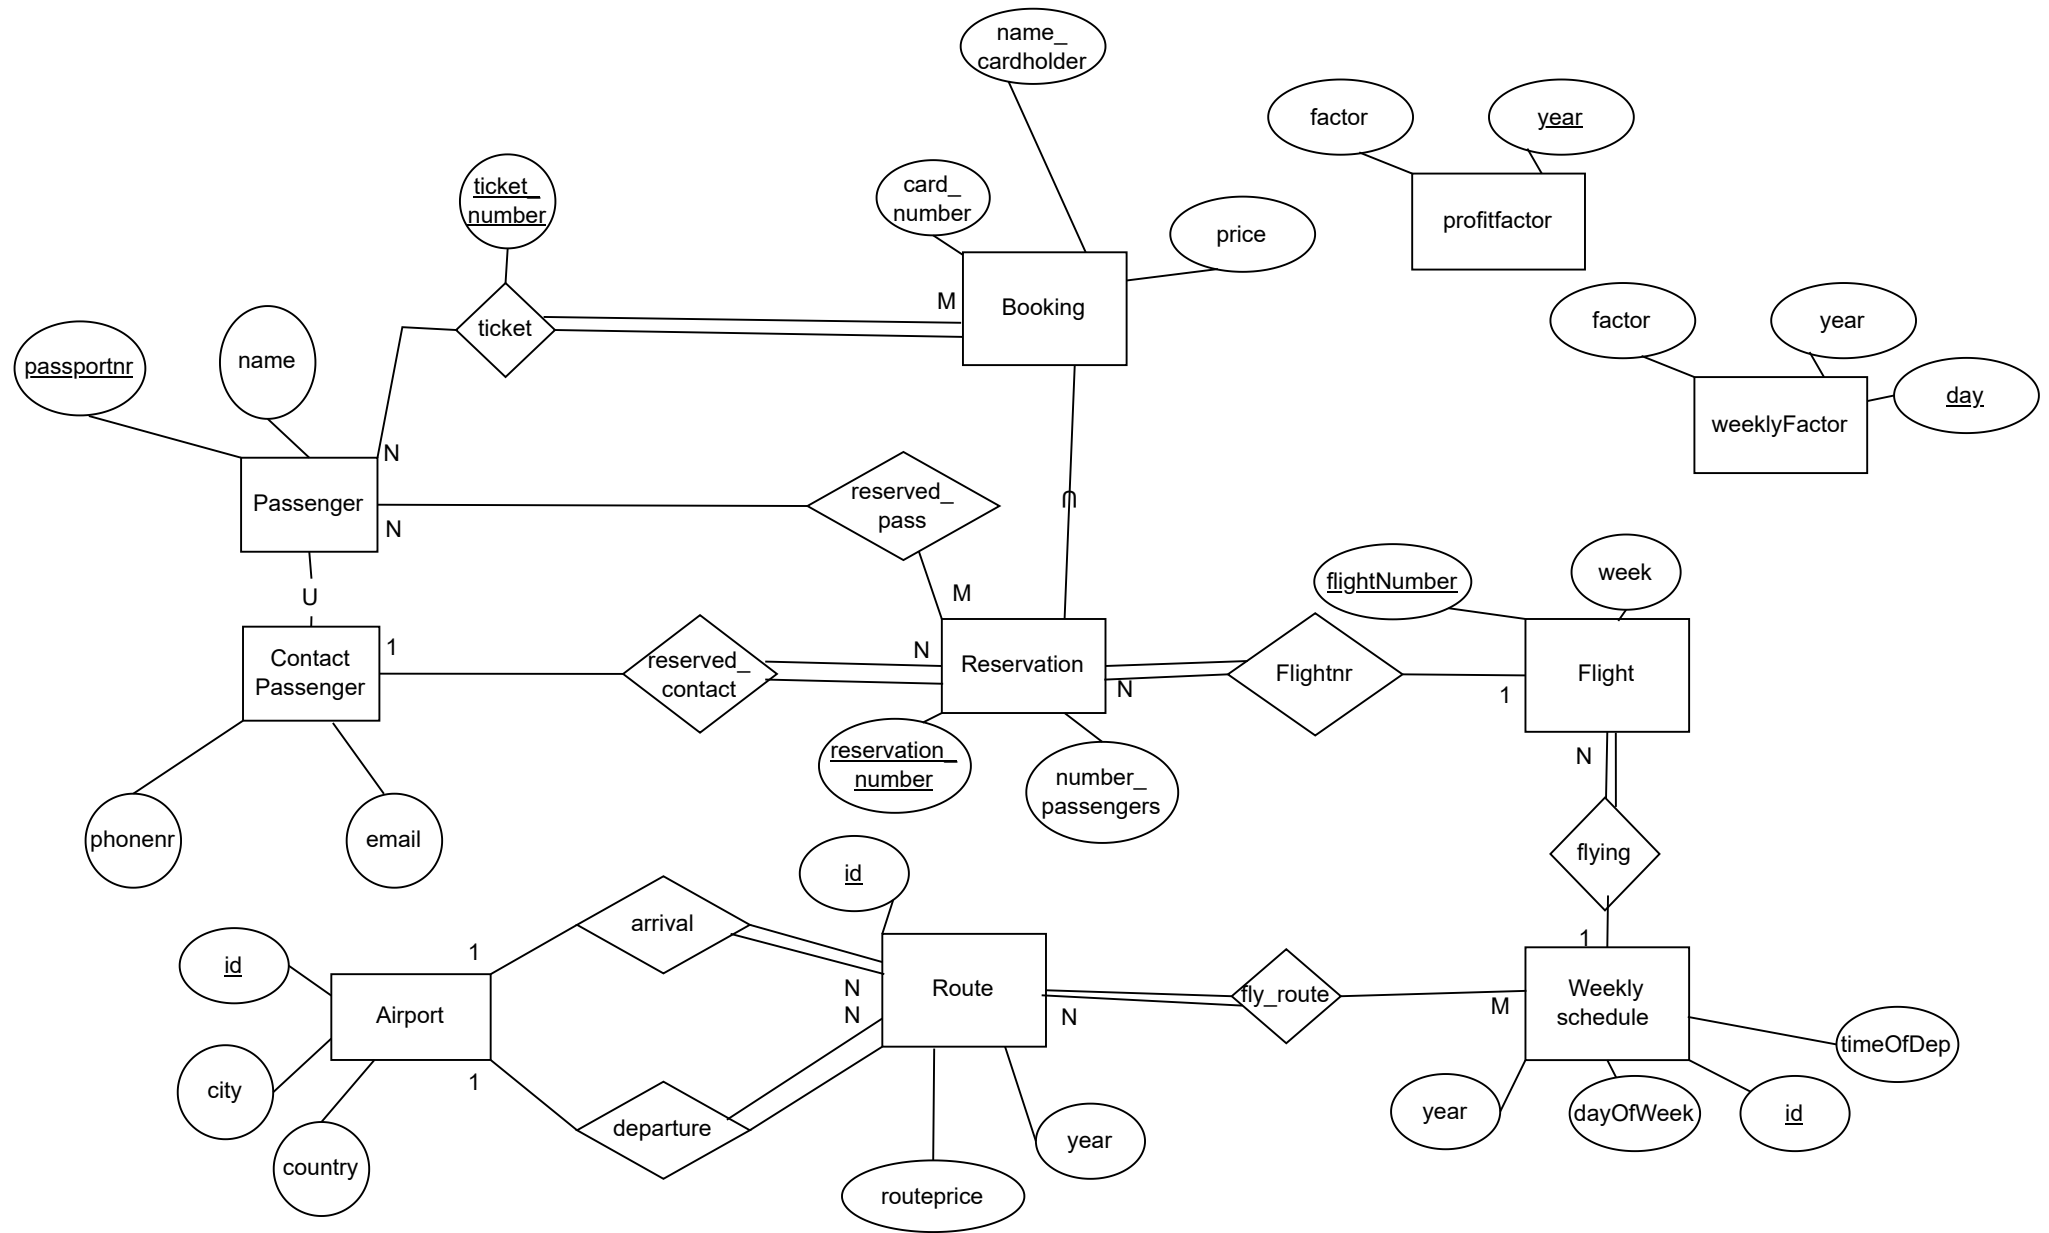 name_
cardholder
factor
year
ticket_
number
card_
number
price
profitfactor
M
Booking
ticket
factor
year
passportnr
name
day
weeklyFactor
N
Passenger
N
reserved_
pass
M
flightNumber
week
U
Contact
Passenger
1
reserved_
contact
N
Reservation
N
Flightnr
1
Flight
reservation_
number
number_
passengers
N
phonenr
email
flying
id
arrival
1
1
id
Airport
N
N
Route
N
fly_route
M
Weekly
schedule
timeOfDep
city
1
departure
year
year
dayOfWeek
id
country
routeprice